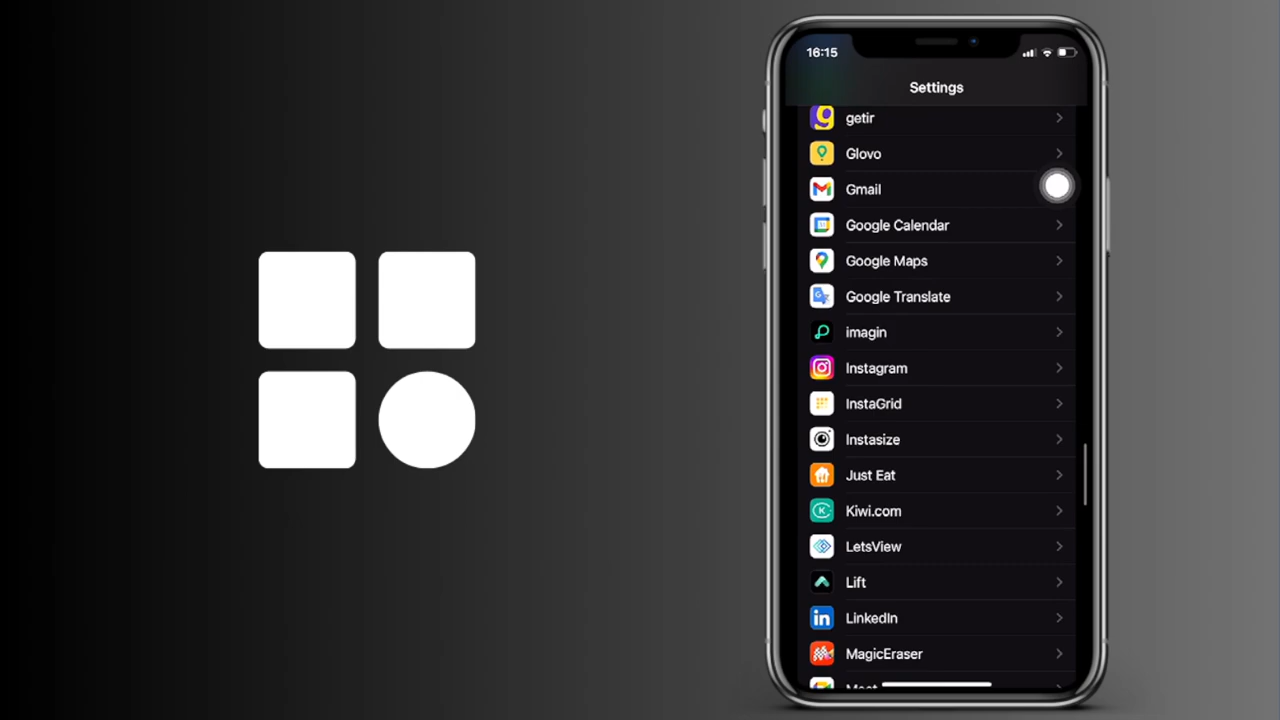 16:15
Settings
getir
Glovo
Gmail
Google Calendar
Google Maps
Google Translate
imagin
Instagram
InstaGrid
Instasize
Just Eat
Kiwi.com
LetsView
Lift
LinkedIn
MagicEraser
Meet